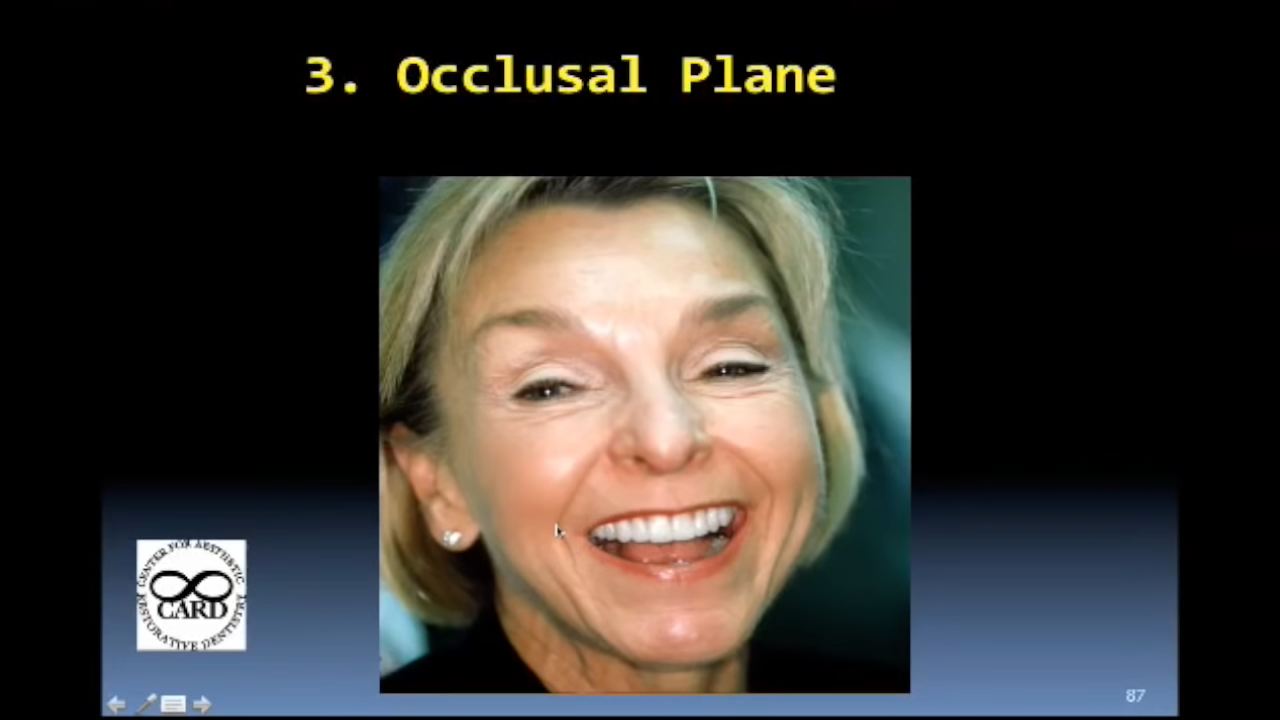 3. Occlusal Plane
CENTER FOR AESTHETIC
CARD
RESTORATIVE DENTISTRY
87